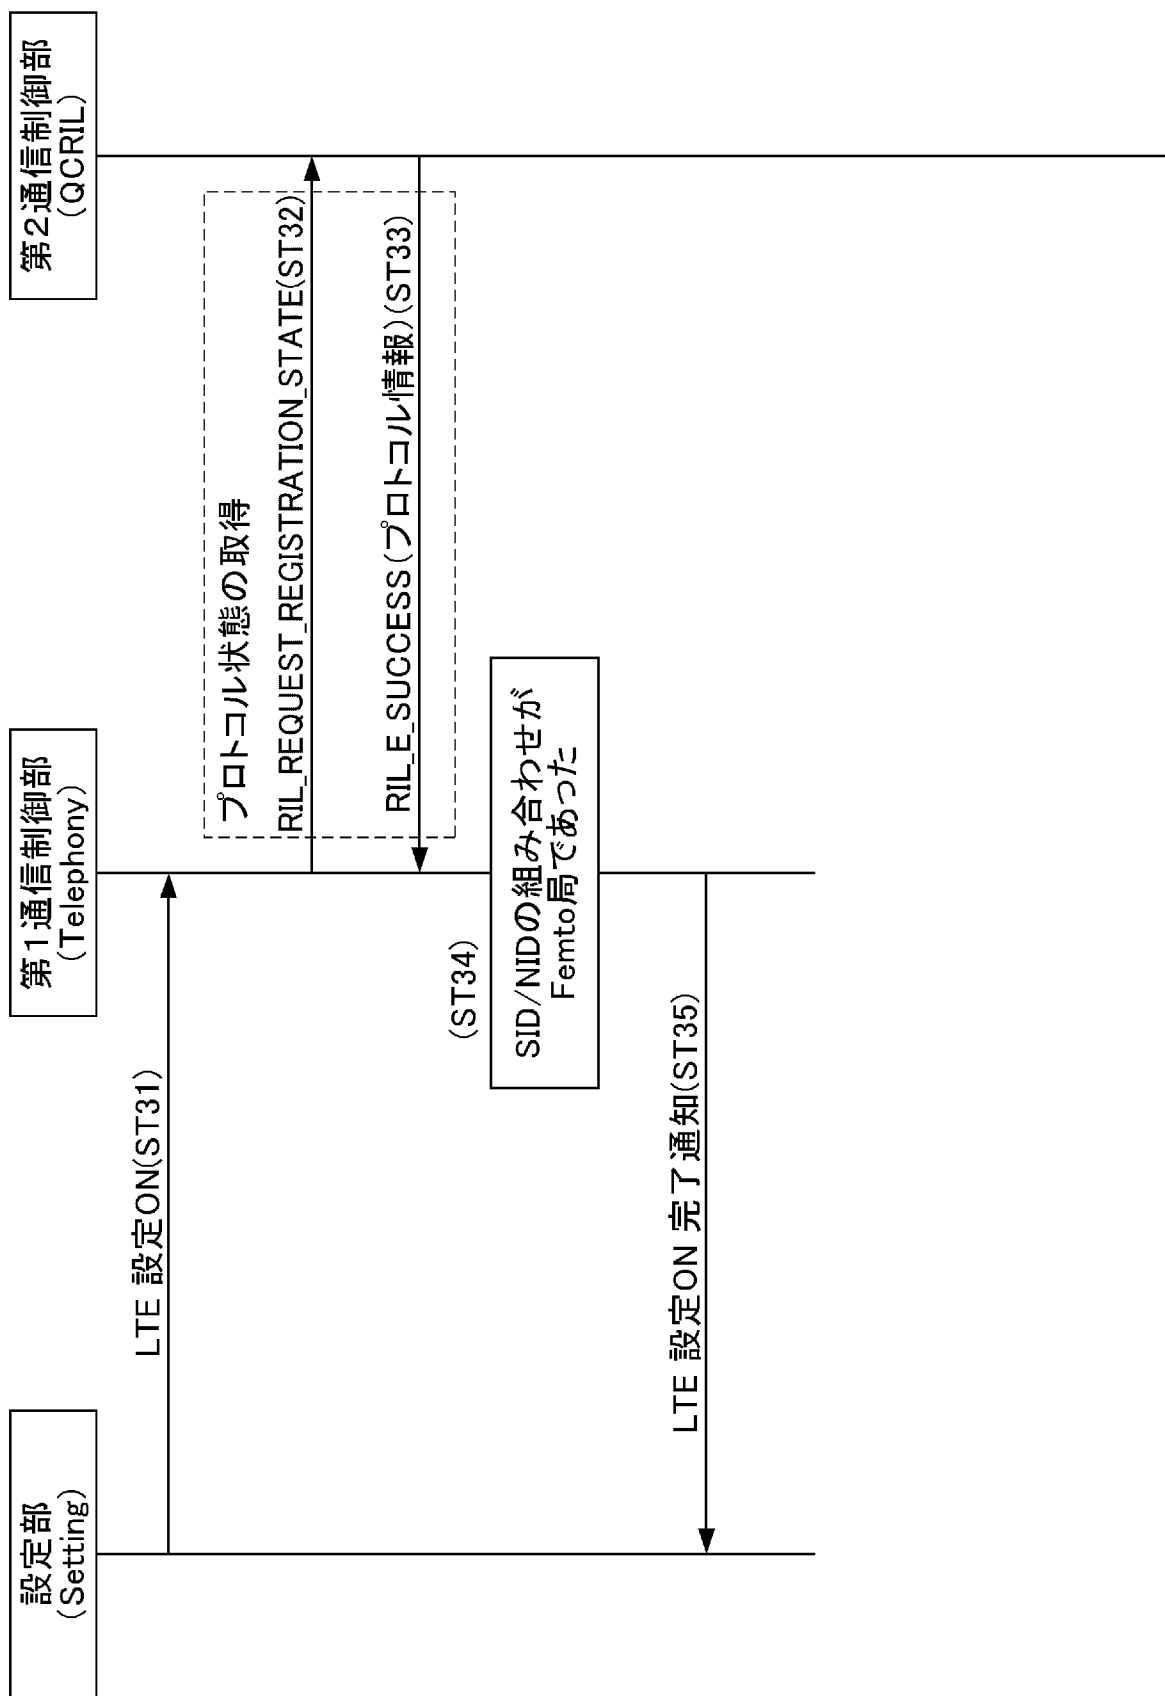 設定部
(Setting)
第1通信制御部
(Telephony)
第2通信制御部
(QCRIL)
LTE 設定ON(ST31)
プロトコル状態の取得
RIL_REQUEST_REGISTRATION_STATE(ST32)
RIL_E_SUCCESS(プロトコル情報)(ST33)
(ST34)
SID/NIDの組み合わせが
Femto局であった
LTE 設定ON 完了通知(ST35)